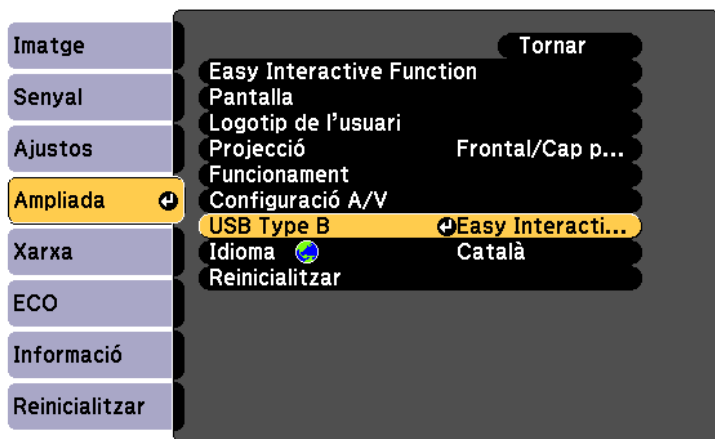 Imatge
Senyal
Ajustos
Ampliada
Xarxa
ECO
Informació
Reinicialitzar
Tornar
Easy Interactive Function
Pantalla
Logotip de l'usuari
Projecció Frontal/Cap p...
Funcionament
Configuració A/V
USB Type B Easy Interacti...
Idioma Català
Reinicialitzar